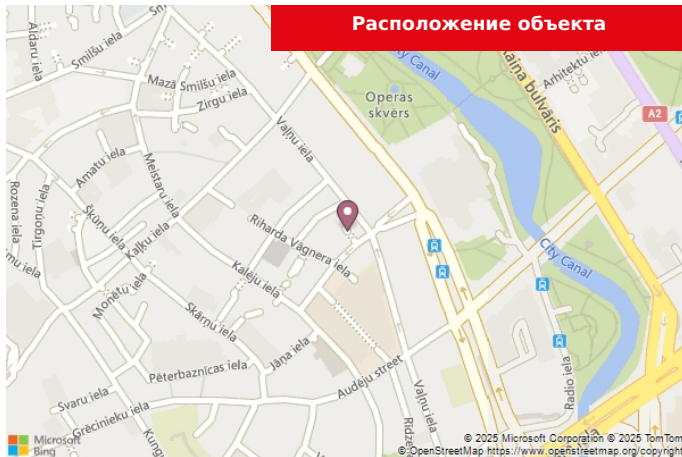 Расположение объекта
Aldaru iela
Smilšu iela
Mazā Smilšu iela
Zirgu iela
City Canal
Operas
skvērs
Arhitektu iela
A2
Vaļņu iela
Amatu iela
Meistaru iela
Rozena iela
Tirgoņu iela
Šķūņu iela
Kaļķu iela
Riharda Vāgnera iela
Kalēju iela
City Canal
Monētu iela
Skārņu iela
Jāņa iela
Pēterbaznīcas iela
Audēju street
Vaļņu iela
Radio iela
Svaru iela
Grēcinieku iela
Microsoft
Bing
© 2025 Microsoft Corporation © 2025 TomTom
© OpenStreetMap https://www.openstreetmap.org/copyright